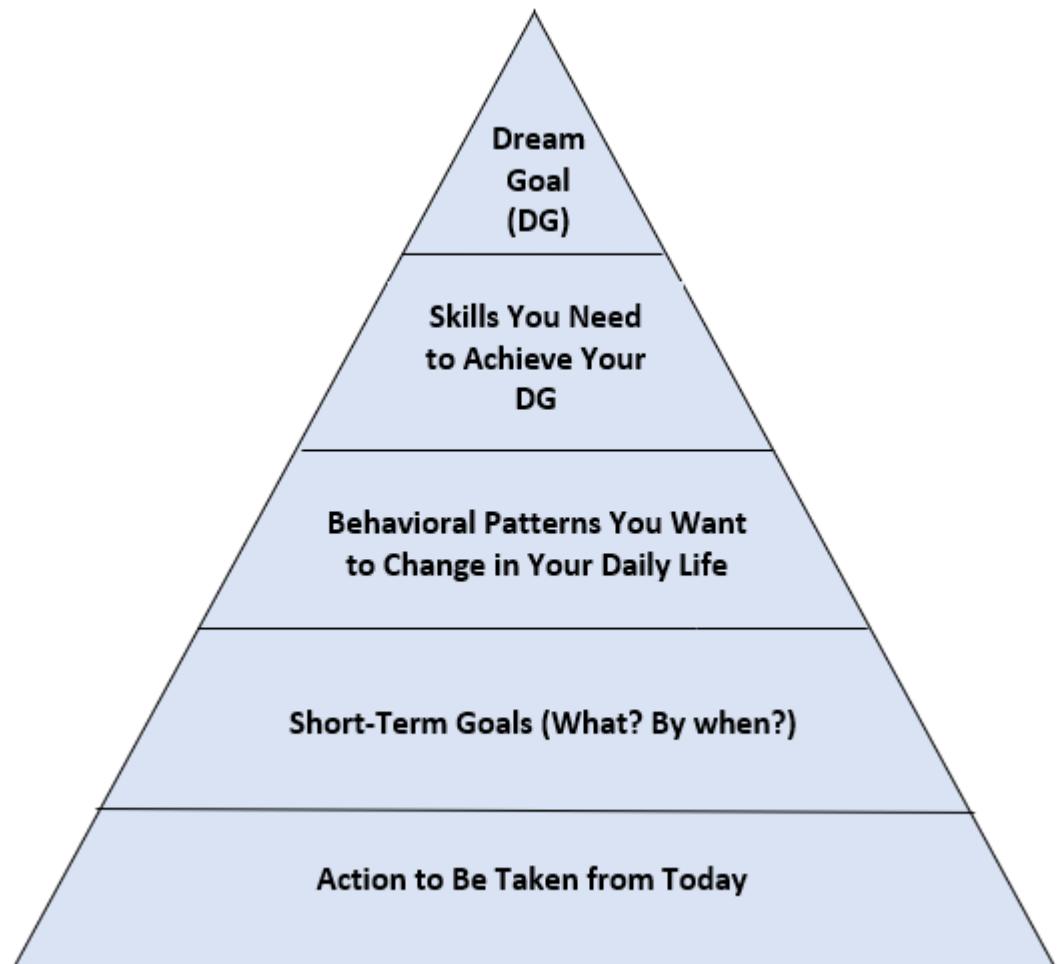 Dream
Goal
(DG)
Skills You Need
to Achieve Your
DG
Behavioral Patterns You Want
to Change in Your Daily Life
Short-Term Goals (What? By when?)
Action to Be Taken from Today